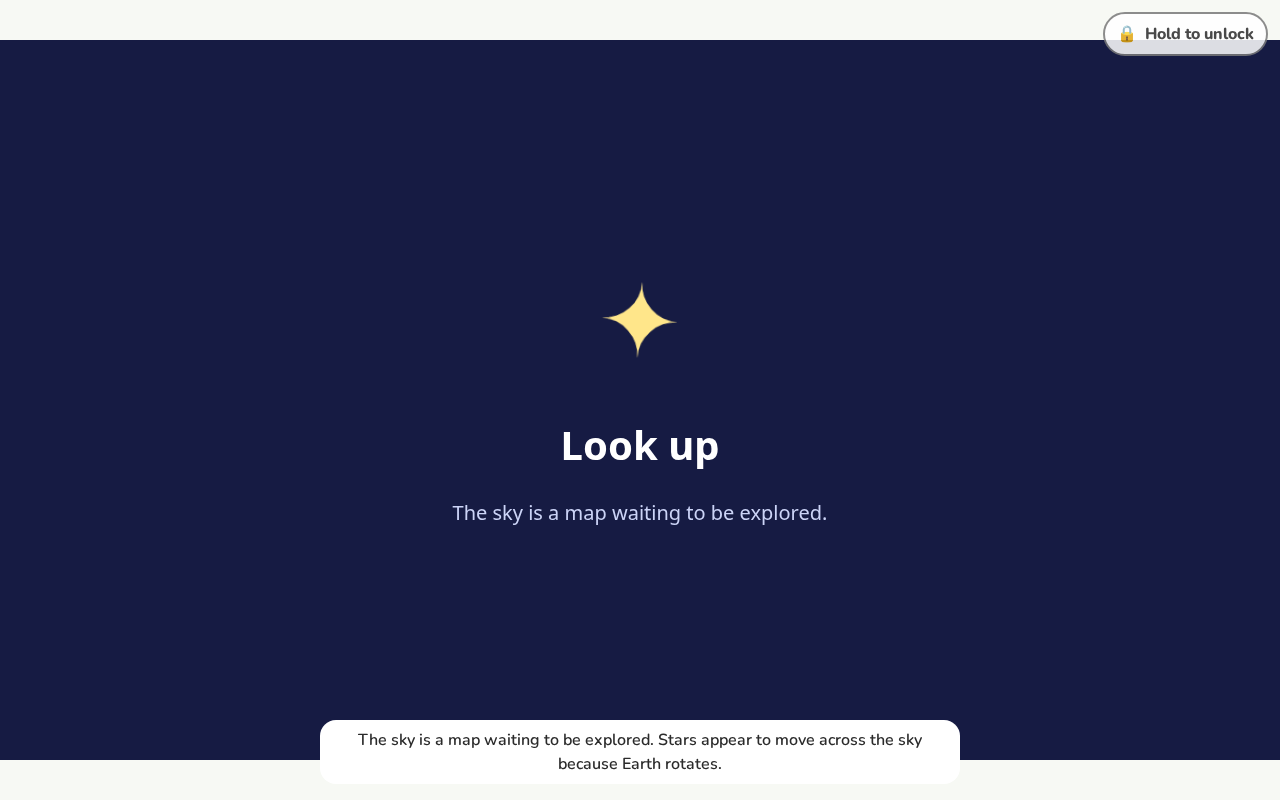 Hold to unlock
Look up
The sky is a map waiting to be explored.
The sky is a map waiting to be explored. Stars appear to move across the sky
because Earth rotates.